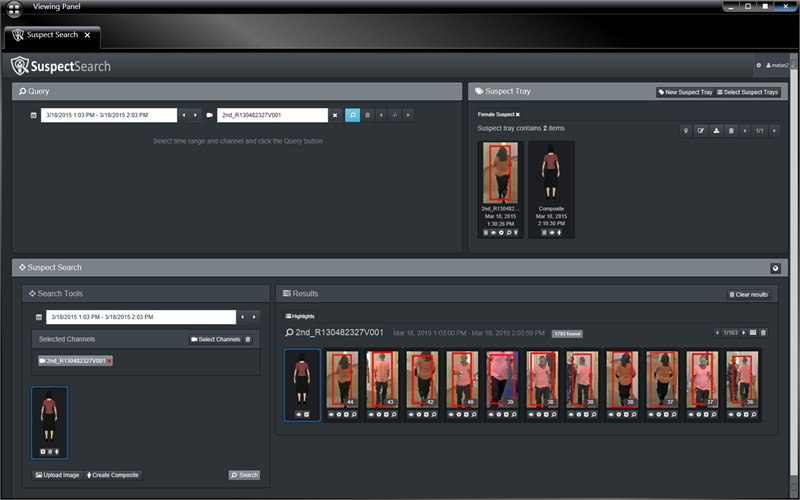 Viewing Panel
Suspect Search
SuspectSearch
matan2
Query
3/18/2015 1:03 PM - 3/18/2015 2:03 PM
2nd_R130482327V001
-/-
Select time range and channel and click the Query button
Suspect Tray
New Suspect Tray
Select Suspect Trays
Female Suspect
Suspect tray contains 2 items
1/1
2nd_R130482...
Mar 18, 2015
1:30:26 PM
Composite
Mar 18, 2015
2:10:30 PM
Suspect Search
Search Tools
3/18/2015 1:03 PM - 3/18/2015 2:03 PM
Selected Channels
Select Channels
2nd_R130482327V001
Upload Image
Create Composite
Search
Results
Clear results
Highlights
2nd_R130482327V001
Mar 18, 2015 1:03:00 PM - Mar 18, 2015 2:03:59 PM
1793 found
1/163
44
43
42
40
39
38
38
38
37
37
36